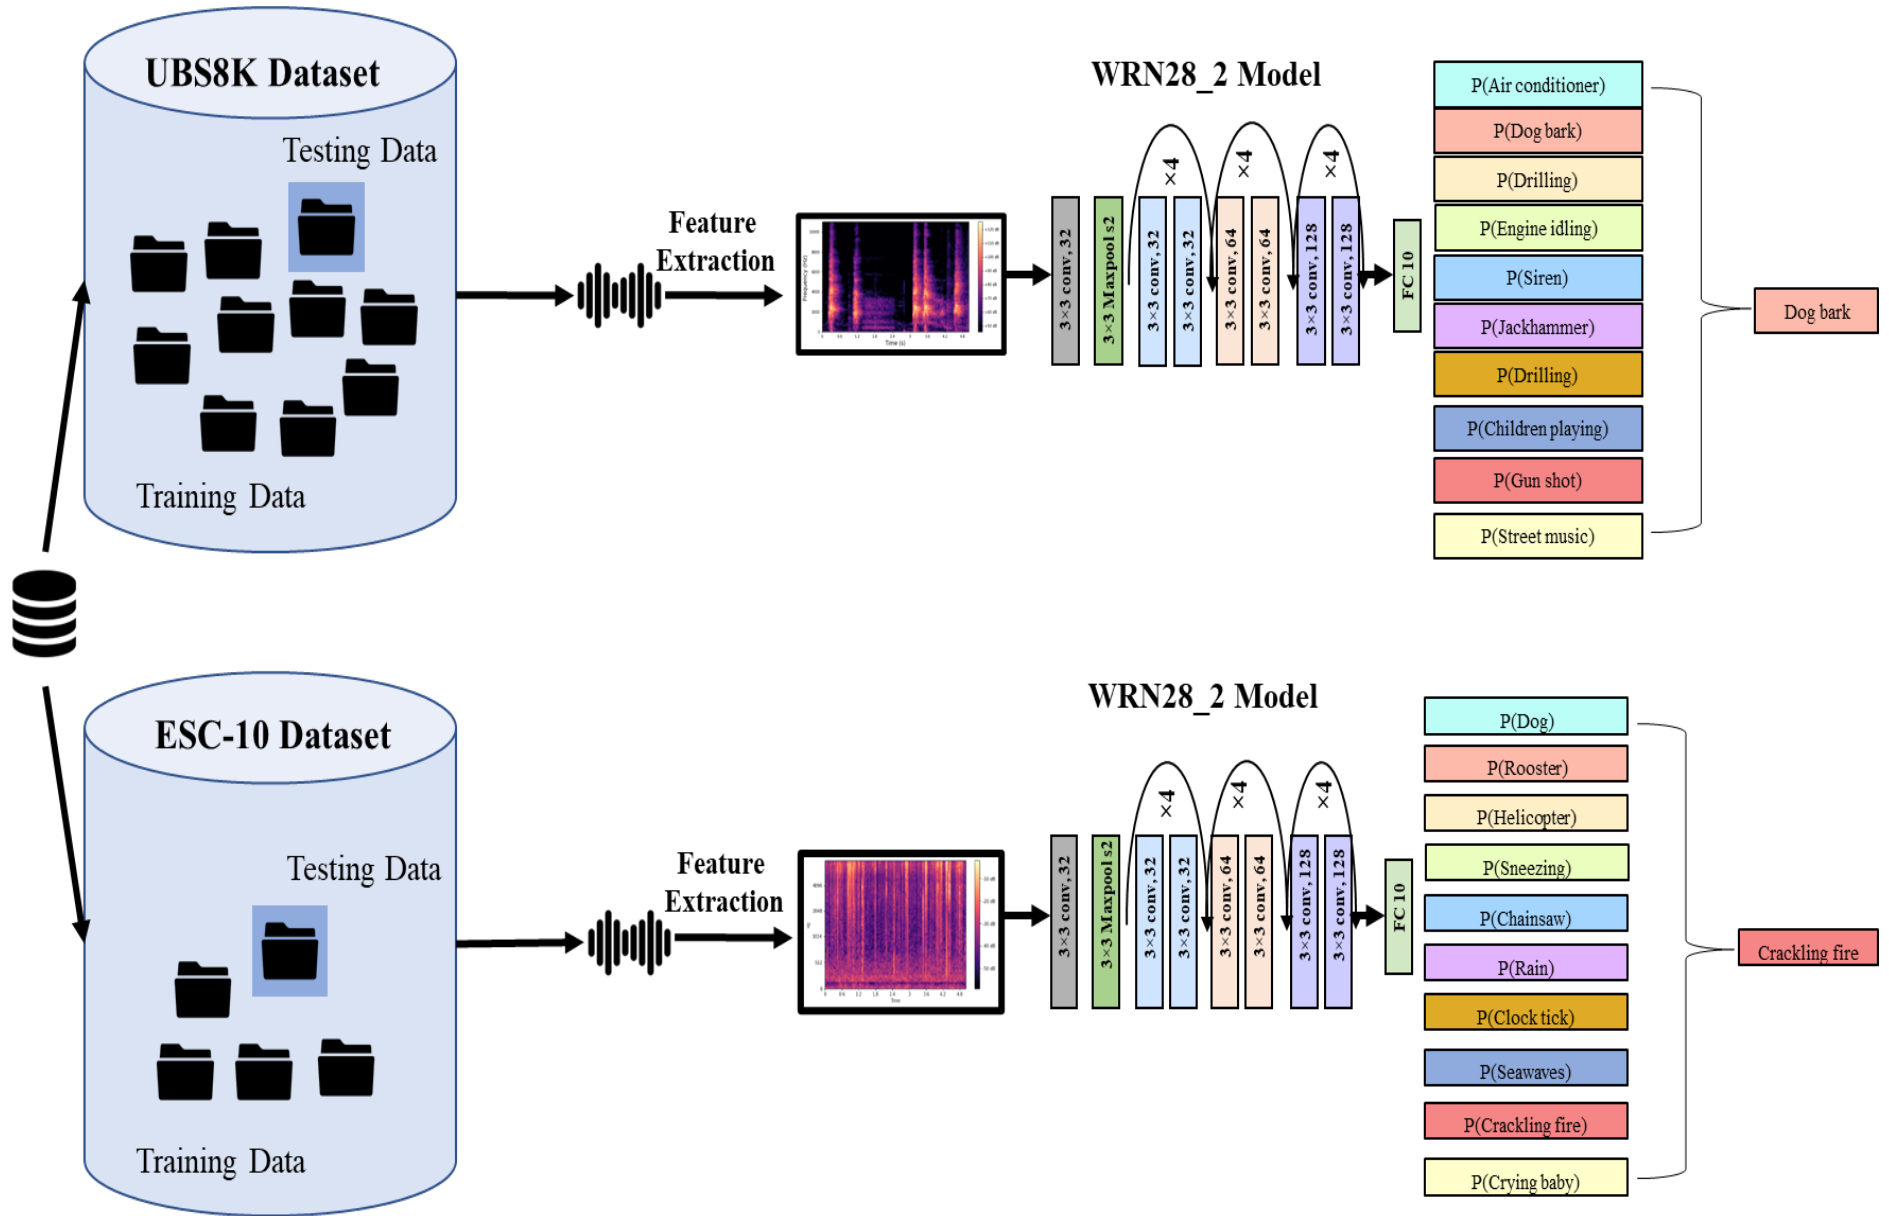 UBS8K Dataset
Testing Data
Training Data
Feature
Extraction
Frequency (Hz)
Time (s)
WRN28_2 Model
×4
×4
×4
3×3 conv, 32
3×3 Maxpool s2
3×3 conv, 32
3×3 conv, 32
3×3 conv, 64
3×3 conv, 64
3×3 conv, 128
3×3 conv, 128
FC 10
P(Air conditioner)
P(Dog bark)
P(Drilling)
P(Engine idling)
P(Siren)
P(Jackhammer)
P(Drilling)
P(Children playing)
P(Gun shot)
P(Street music)
Dog bark
ESC-10 Dataset
Testing Data
Training Data
Feature
Extraction
Time
WRN28_2 Model
×4
×4
×4
3×3 conv, 32
3×3 Maxpool s2
3×3 conv, 32
3×3 conv, 32
3×3 conv, 64
3×3 conv, 64
3×3 conv, 128
3×3 conv, 128
FC 10
P(Dog)
P(Rooster)
P(Helicopter)
P(Sneezing)
P(Chainsaw)
P(Rain)
P(Clock tick)
P(Seawaves)
P(Crackling fire)
P(Crying baby)
Crackling fire